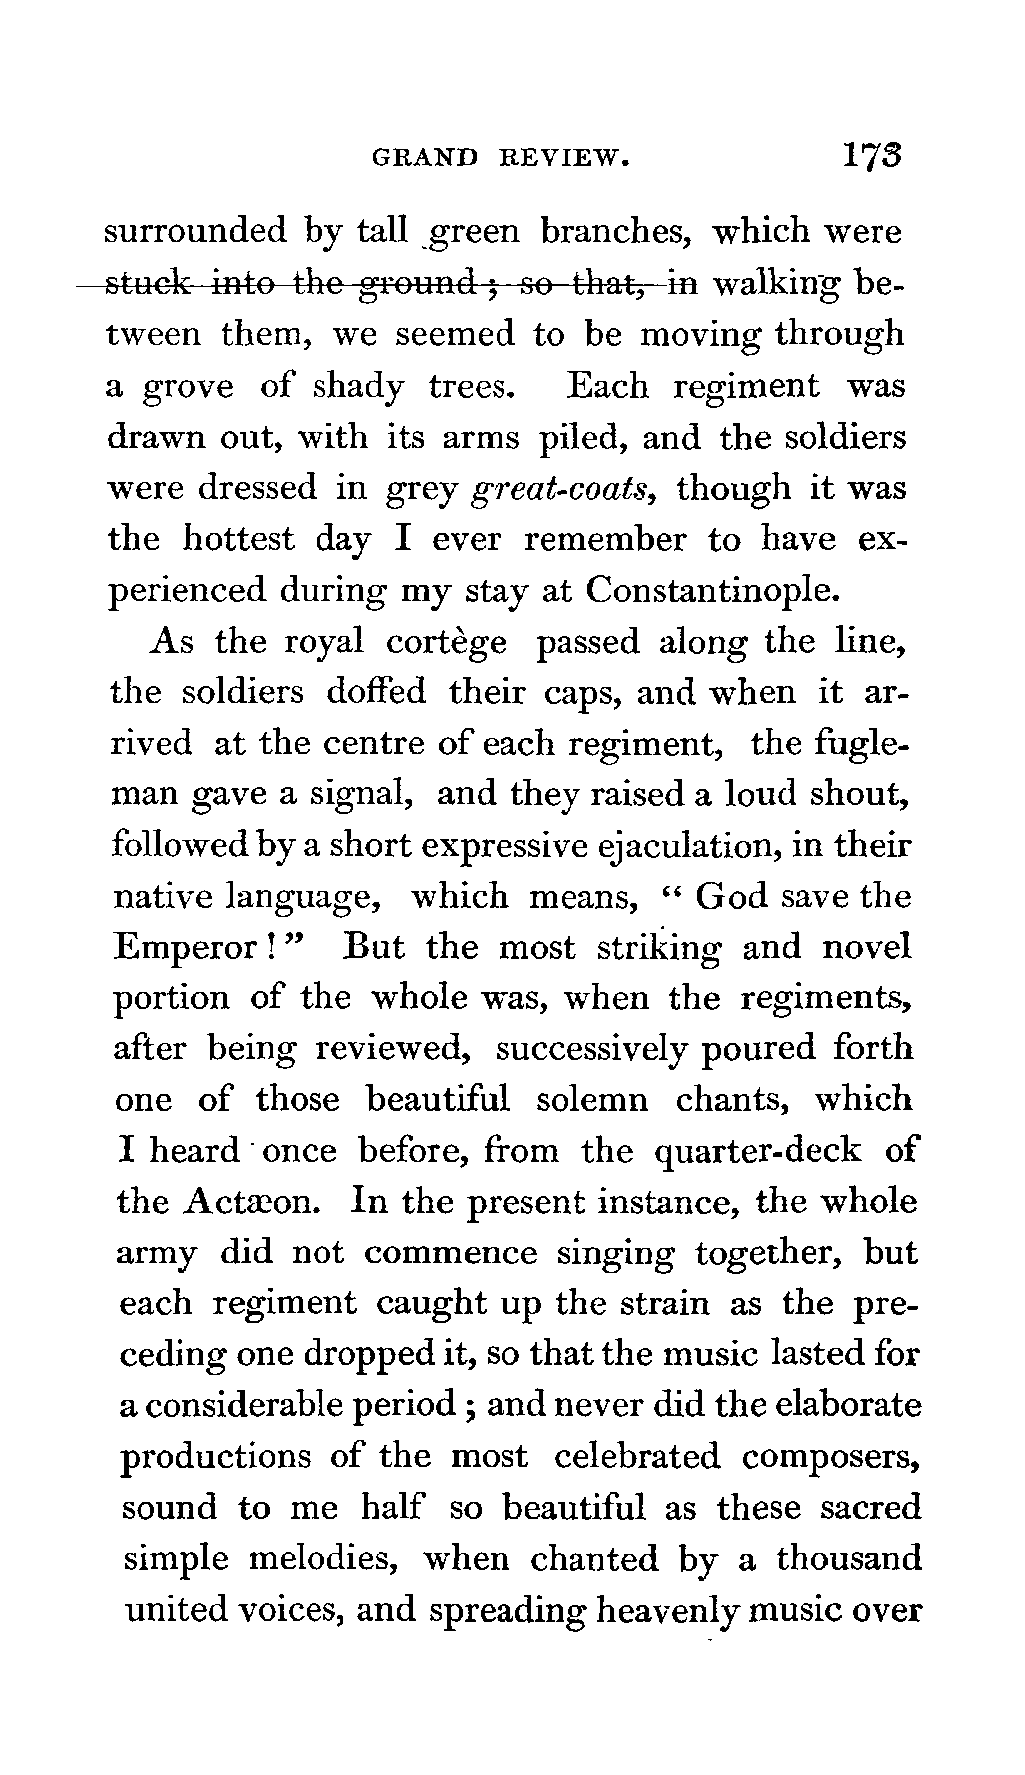 GRAND REVIEW. 173
surrounded by tall green branches, which were
stuck into the ground ; so that, in walking be-
tween them, we seemed to be moving through
a grove of shady trees. Each regiment was
drawn out, with its arms piled, and the soldiers
were dressed in grey great-coats, though it was
the hottest day I ever remember to have ex-
perienced during my stay at Constantinople.
As the royal cortège passed along the line,
the soldiers doffed their caps, and when it ar-
rived at the centre of each regiment, the fugle-
man gave a signal, and they raised a loud shout,
followed by a short expressive ejaculation, in their
native language, which means, “ God save the
Emperor ! ” But the most striking and novel
portion of the whole was, when the regiments,
after being reviewed, successively poured forth
one of those beautiful solemn chants, which
I heard once before, from the quarter-deck of
the Actæon. In the present instance, the whole
army did not commence singing together, but
each regiment caught up the strain as the pre-
ceding one dropped it, so that the music lasted for
a considerable period ; and never did the elaborate
productions of the most celebrated composers,
sound to me half so beautiful as these sacred
simple melodies, when chanted by a thousand
united voices, and spreading heavenly music over